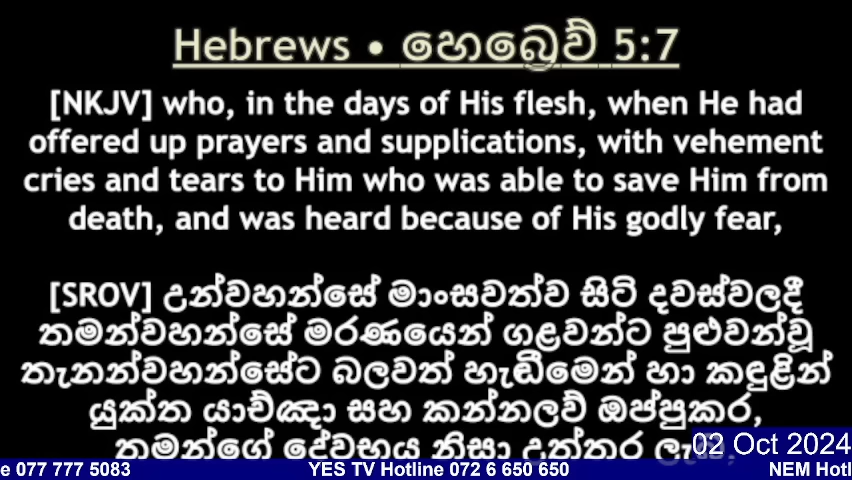 Hebrews • හෙබ්‍රෙව් 5:7
[NKJV] who, in the days of His flesh, when He had
offered up prayers and supplications, with vehement
cries and tears to Him who was able to save Him from
death, and was heard because of His godly fear,
[SROV] උන්වහන්සේ මාංසවත්ව සිටි දවස්වලදී
තමන්වහන්සේ මරණයෙන් ගළවන්ට පුළුවන්වූ
තැනන්වහන්සේට බලවත් හැඬීමෙන් හා කඳුළින්
යුක්ත යාච්ඤා සහ කන්නලව් ඔප්පුකර,
තමන්ගේ දේවභය නිසා උත්තර
02 Oct 2024
e 077 777 5083 YES TV Hotline 072 6 650 650 NEM Hotl